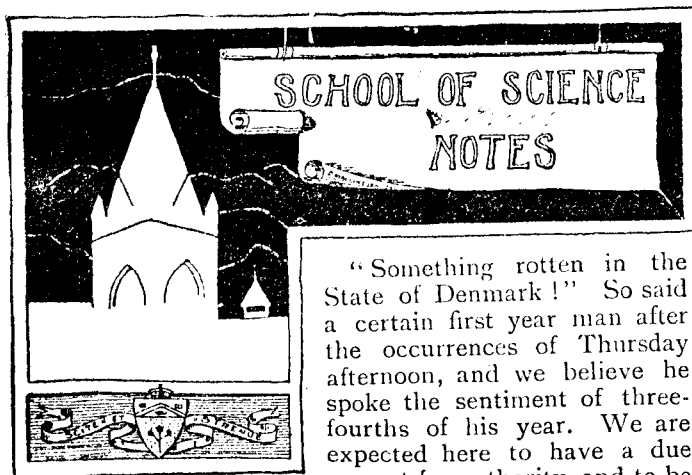 SCHOOL OF SCIENCE
NOTES
“ Something rotten in the
State of Denmark !” So said
a certain first year man after
the occurrences of Thursday
afternoon, and we believe he
spoke the sentiment of three-
fourths of his year. We are
expected here to have a due